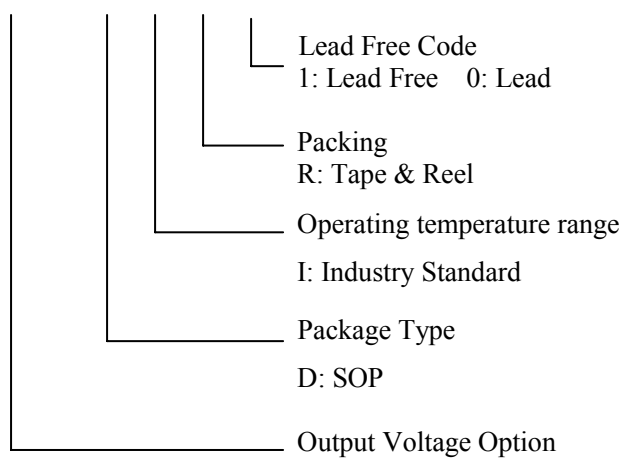 Lead Free Code
1: Lead Free 0: Lead
Packing
R: Tape & Reel
Operating temperature range
I: Industry Standard
Package Type
D: SOP
Output Voltage Option